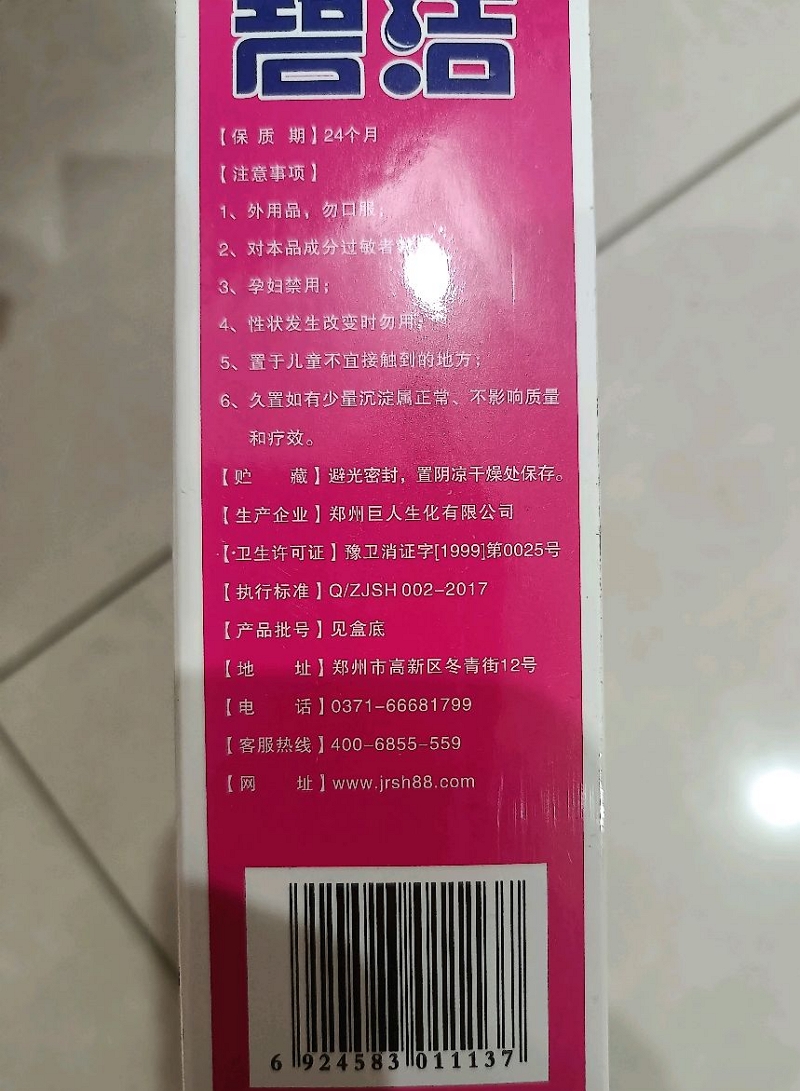 碧洁
【保 质 期】24个月
【注意事项】
1、外用品，勿口服；
2、对本品成分过敏者
3、孕妇禁用；
4、性状发生改变时勿用；
5、置于儿童不宜接触到的地方；
6、久置如有少量沉淀属正常、不影响质量
和疗效。
【贮 藏】避光密封，置阴凉干燥处保存。
【生产企业】郑州巨人生化有限公司
【·卫生许可证】豫卫消证字[1999]第0025号
【执行标准】Q/ZJSH 002-2017
【产品批号】见盒底
【地 址】郑州市高新区冬青街12号
【电 话】0371-66681799
【客服热线】400-6855-559
【网 址】www.jrsh88.com
6 924583 011137